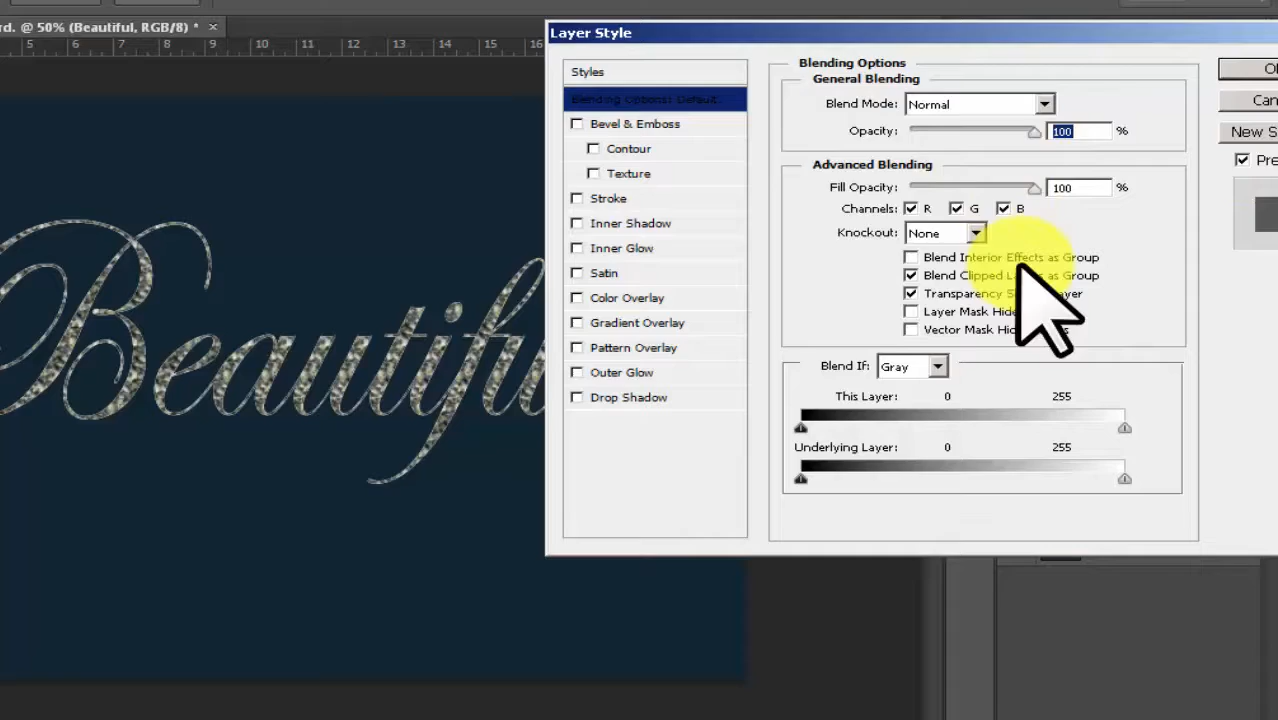 rd. @ 50% (Beautiful, RGB/8) * ×
5 6 7 8 9 10 11 12 13 14 15 16
Beautifu
Layer Style
Styles
Blending Options: Default
Bevel & Emboss
Contour
Texture
Stroke
Inner Shadow
Inner Glow
Satin
Color Overlay
Gradient Overlay
Pattern Overlay
Outer Glow
Drop Shadow
Blending Options
General Blending
Blend Mode: Normal
Opacity: 100 %
Advanced Blending
Fill Opacity: 100 %
Channels: R G B
Knockout: None
Blend Interior Effects as Group
Blend Clipped as Group
Transparency
Layer Mask
Vector Mask
Blend If: Gray
This Layer: 0 255
Underlying Layer: 0 255
New S
Pre